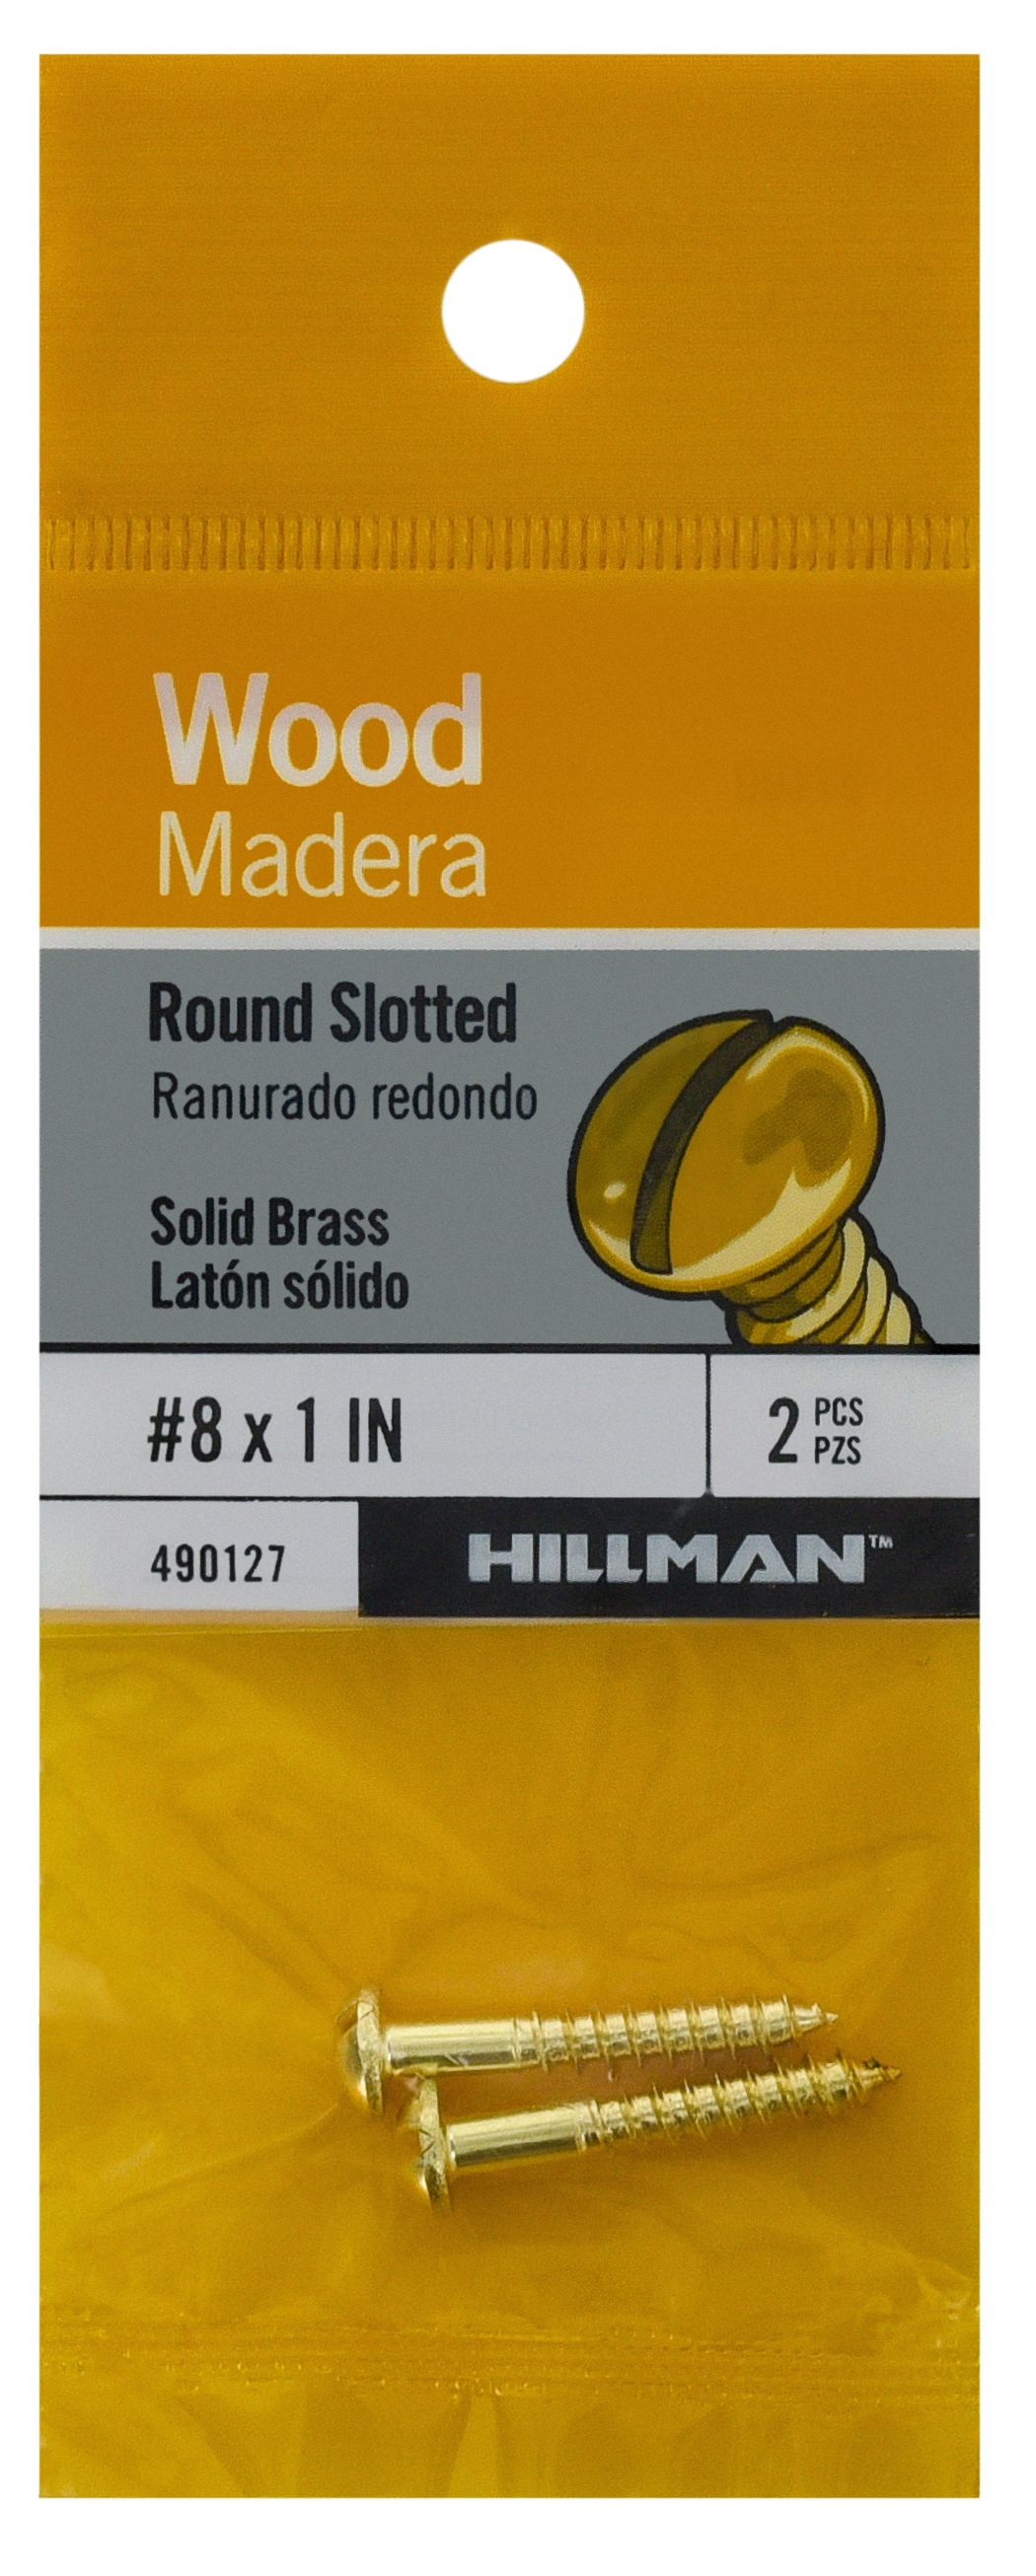 Wood
Madera
Round Slotted
Ranurado redondo
Solid Brass
Latón sólido
#8 x 1 IN
2 PCS
PZS
490127
HILLMAN™